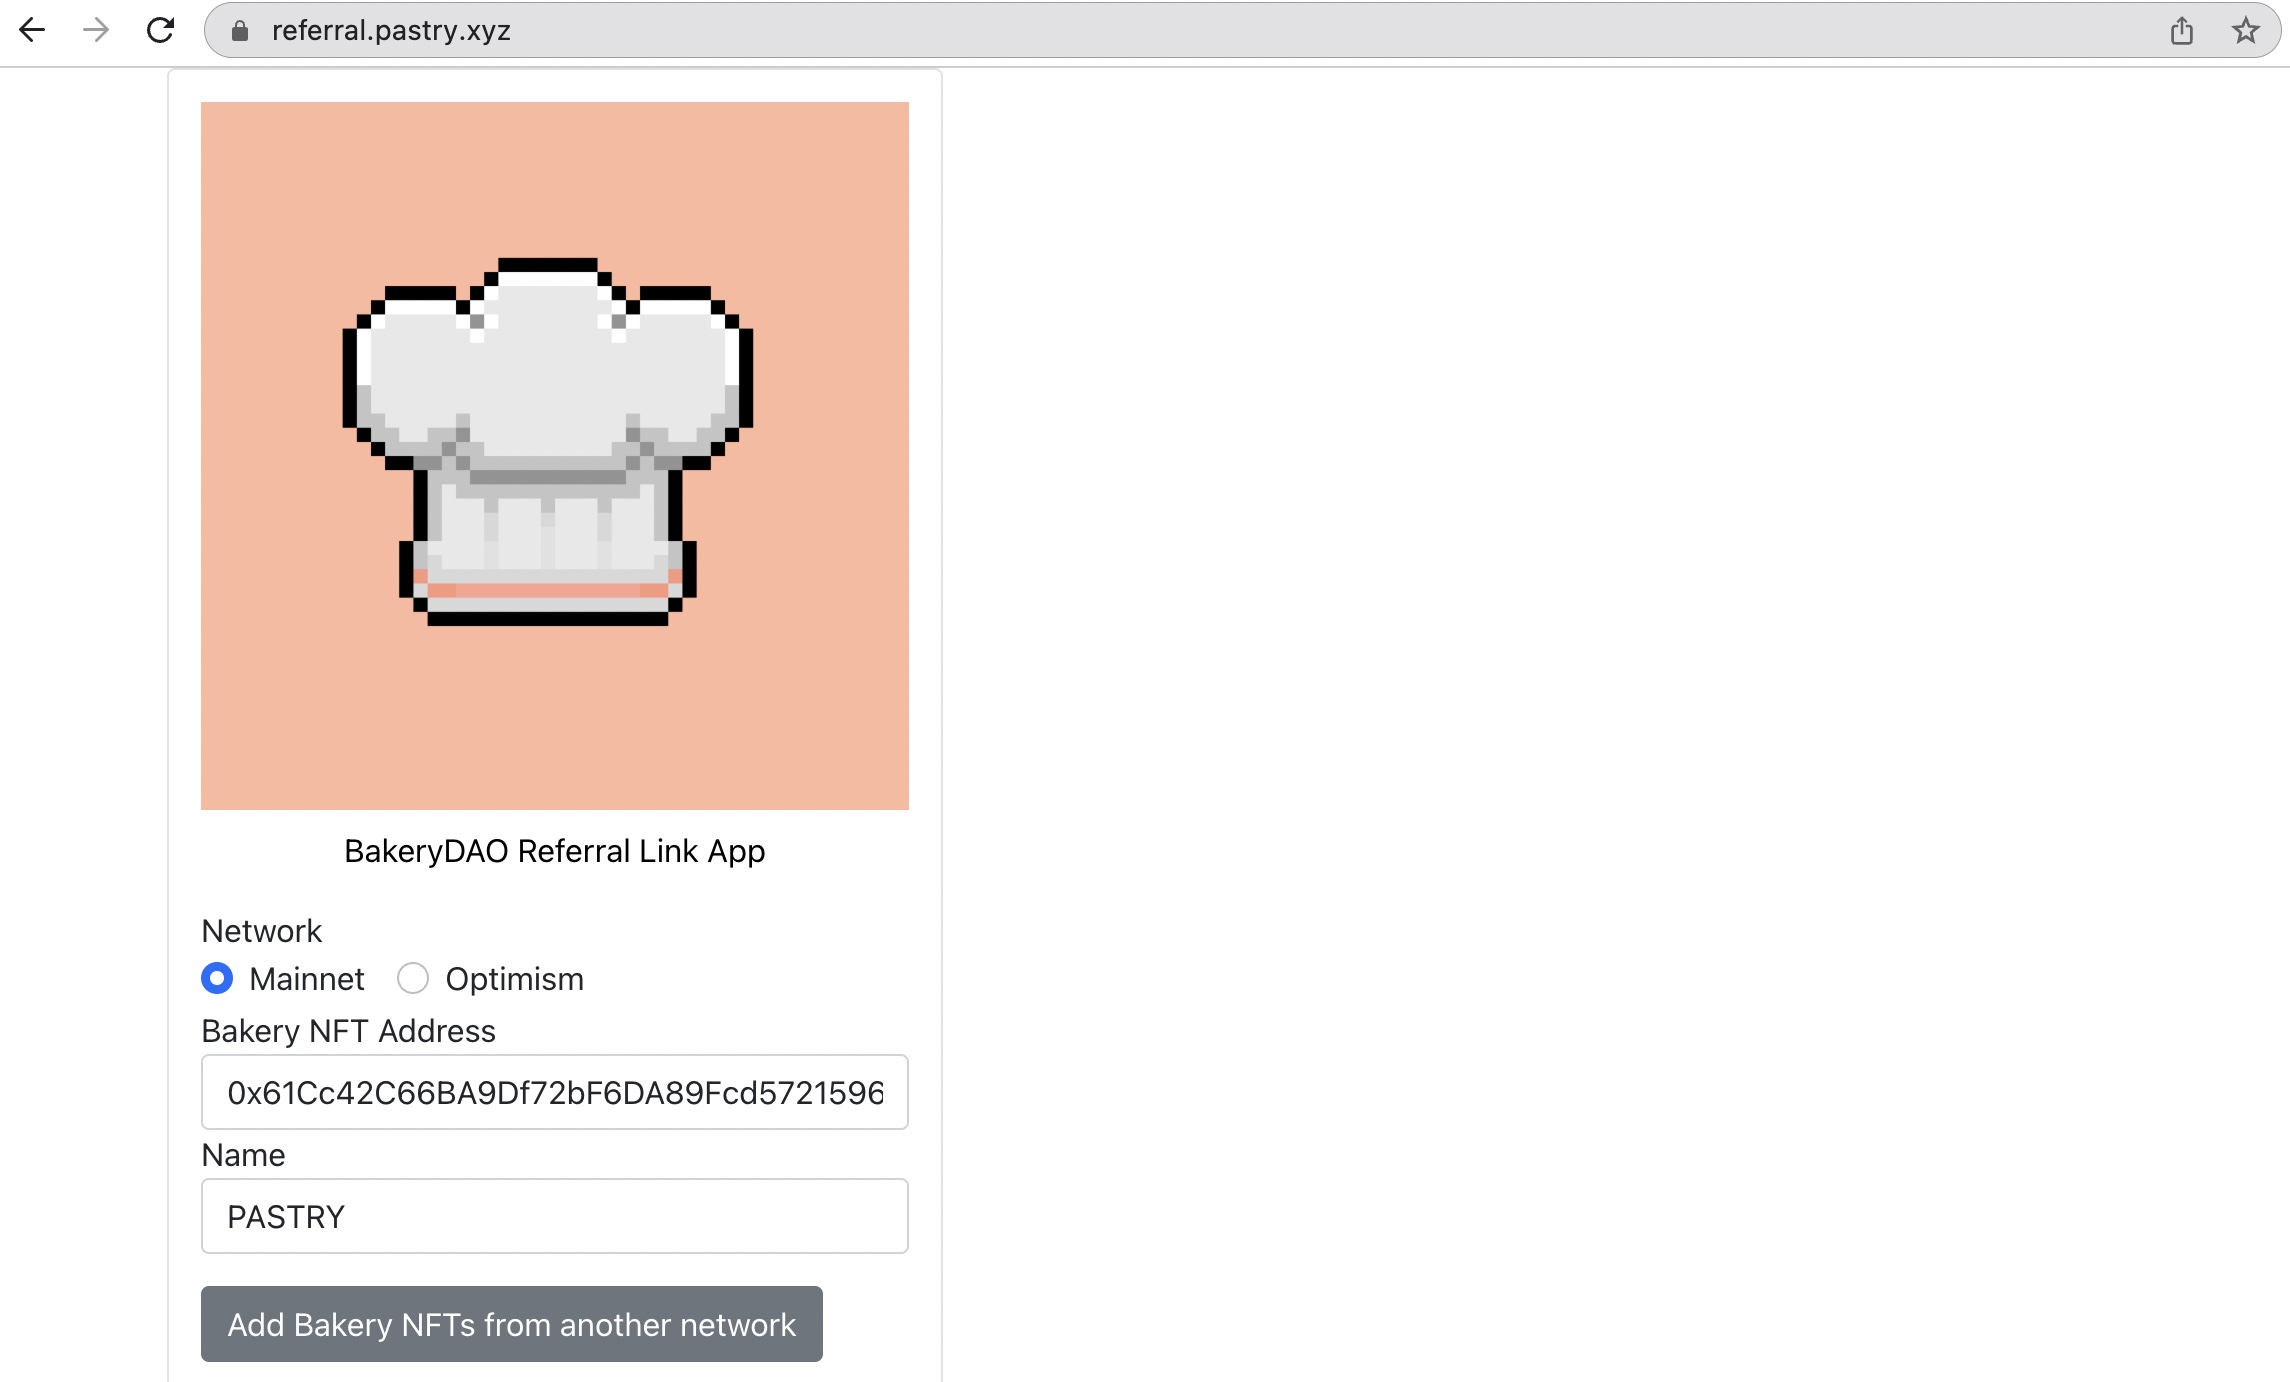 referral.pastry.xyz
BakeryDAO Referral Link App
Network
Mainnet Optimism
Bakery NFT Address
0x61Cc42C66BA9Df72bF6DA89Fcd5721596
Name
PASTRY
Add Bakery NFTs from another network